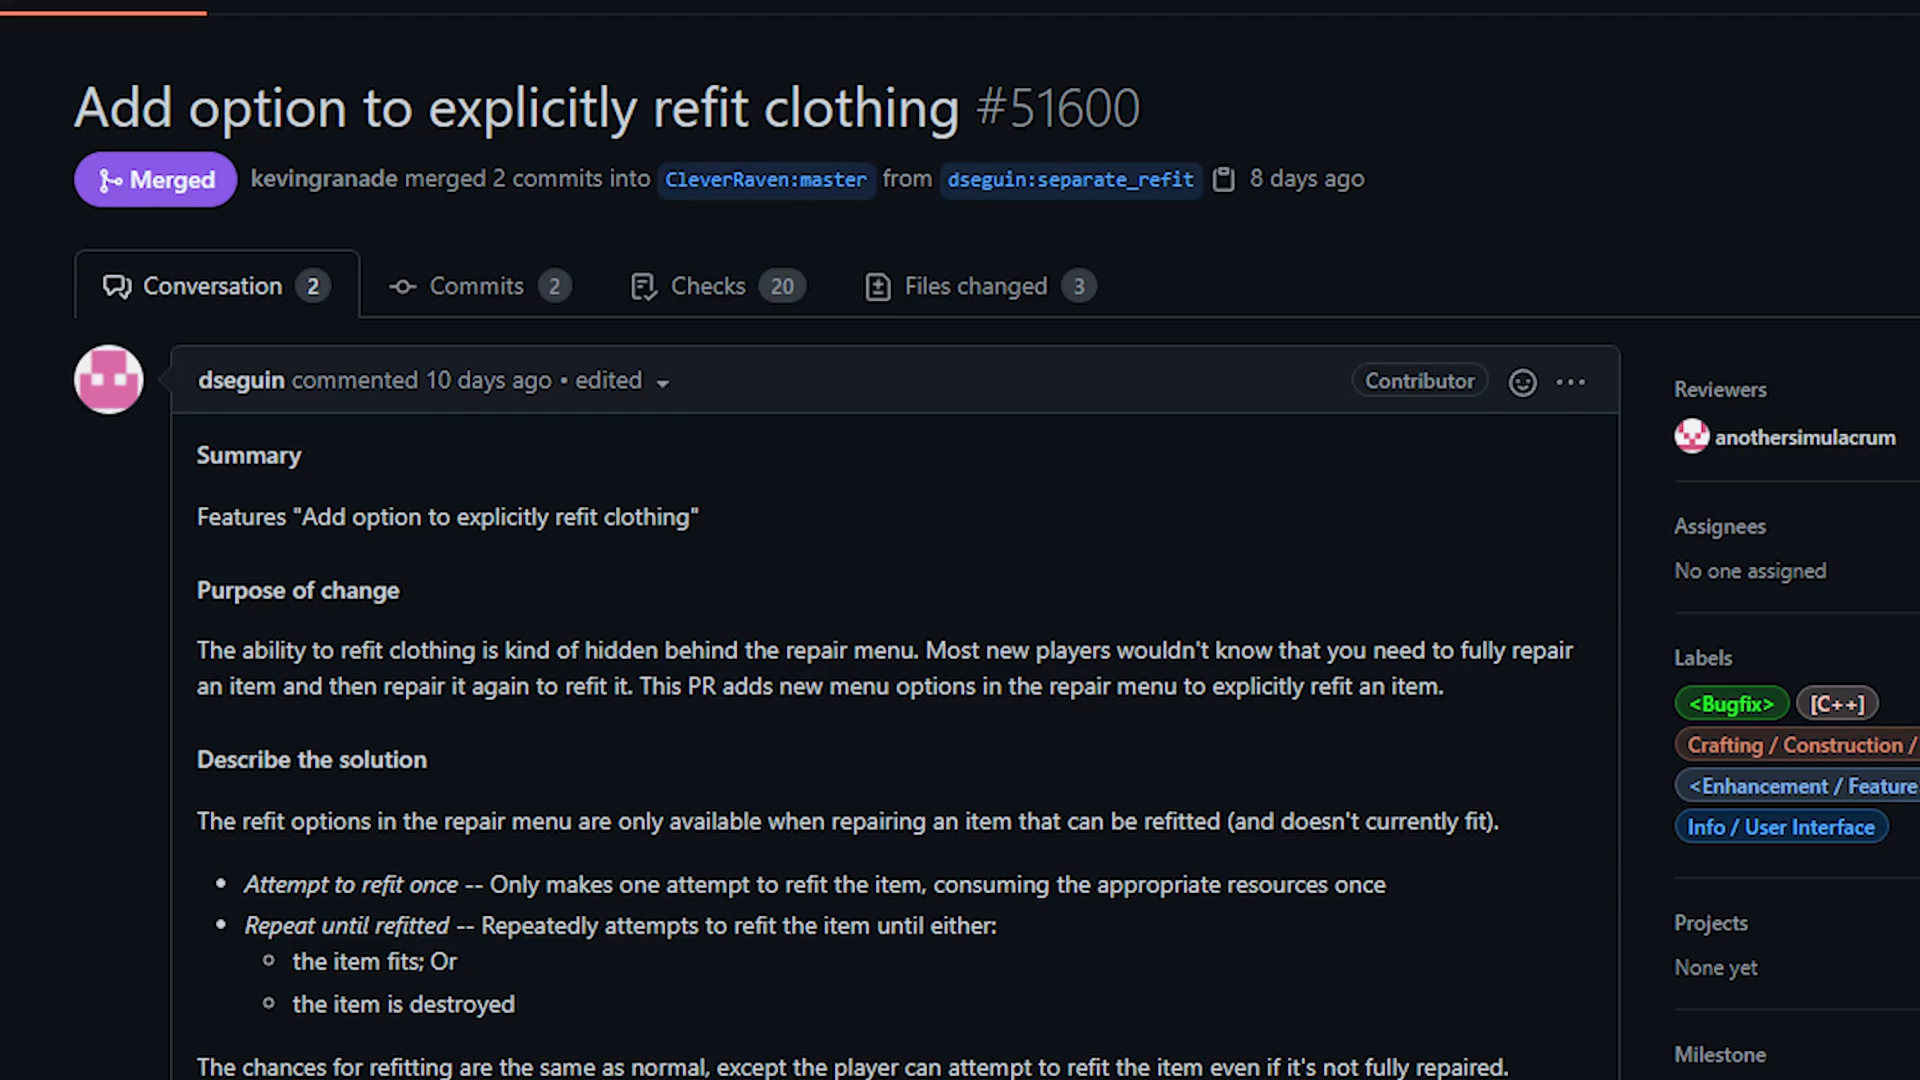 Add option to explicitly refit clothing #51600
Merged kevingranade merged 2 commits into CleverRaven:master from dseguin:separate_refit 8 days ago
Conversation 2 Commits 2 Checks 20 Files changed 3
dseguin commented 10 days ago • edited Contributor
Reviewers
anothersimulacrum
Summary
Features "Add option to explicitly refit clothing"
Assignees
No one assigned
Purpose of change
The ability to refit clothing is kind of hidden behind the repair menu. Most new players wouldn't know that you need to fully repair
an item and then repair it again to refit it. This PR adds new menu options in the repair menu to explicitly refit an item.
Labels
<Bugfix> [C++]
Crafting / Construction /
<Enhancement / Feature
Info / User Interface
Describe the solution
The refit options in the repair menu are only available when repairing an item that can be refitted (and doesn't currently fit).
• Attempt to refit once -- Only makes one attempt to refit the item, consuming the appropriate resources once
• Repeat until refitted -- Repeatedly attempts to refit the item until either:
◦ the item fits; Or
◦ the item is destroyed
Projects
None yet
Milestone
The chances for refitting are the same as normal, except the player can attempt to refit the item even if it's not fully repaired.